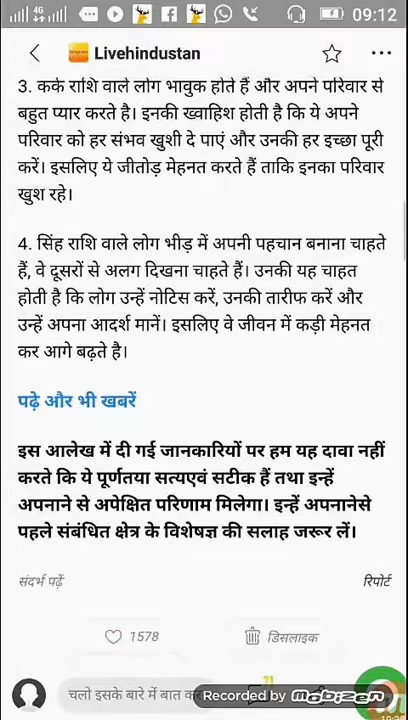 4G
09:12
Livehindustan
3. कर्क राशि वाले लोग भावुक होते हैं और अपने परिवार से
बहुत प्यार करते है। इनकी ख्वाहिश होती है कि ये अपने
परिवार को हर संभव खुशी दे पाएं और उनकी हर इच्छा पूरी
करें। इसलिए ये जीतोड़ मेहनत करते हैं ताकि इनका परिवार
खुश रहे।
4. सिंह राशि वाले लोग भीड़ में अपनी पहचान बनाना चाहते
हैं, वे दूसरों से अलग दिखना चाहते हैं। उनकी यह चाहत
होती है कि लोग उन्हें नोटिस करें, उनकी तारीफ करें और
उन्हें अपना आदर्श मानें। इसलिए वे जीवन में कड़ी मेहनत
कर आगे बढ़ते है।
पढ़े और भी खबरें
इस आलेख में दी गई जानकारियों पर हम यह दावा नहीं
करते कि ये पूर्णतया सत्यएवं सटीक हैं तथा इन्हें
अपनाने से अपेक्षित परिणाम मिलेगा। इन्हें अपनानेसे
पहले संबंधित क्षेत्र के विशेषज्ञ की सलाह जरूर लें।
संदर्भ पढ़ें रिपोर्ट
1578 डिसलाइक
चलो इसके बारे में बात कर
71
Recorded by mobizen